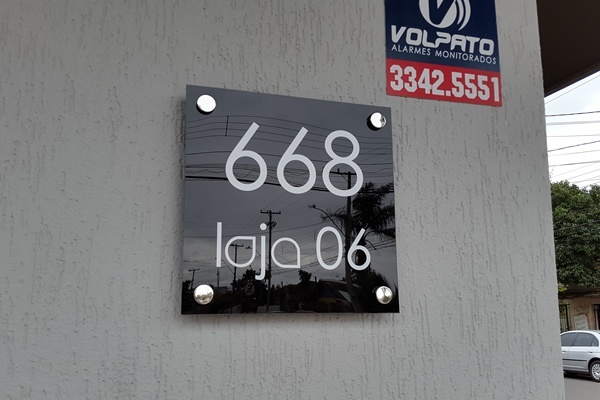 VOLPATO
ALARMES MONITORADOS
3342.5551
668
loja 06